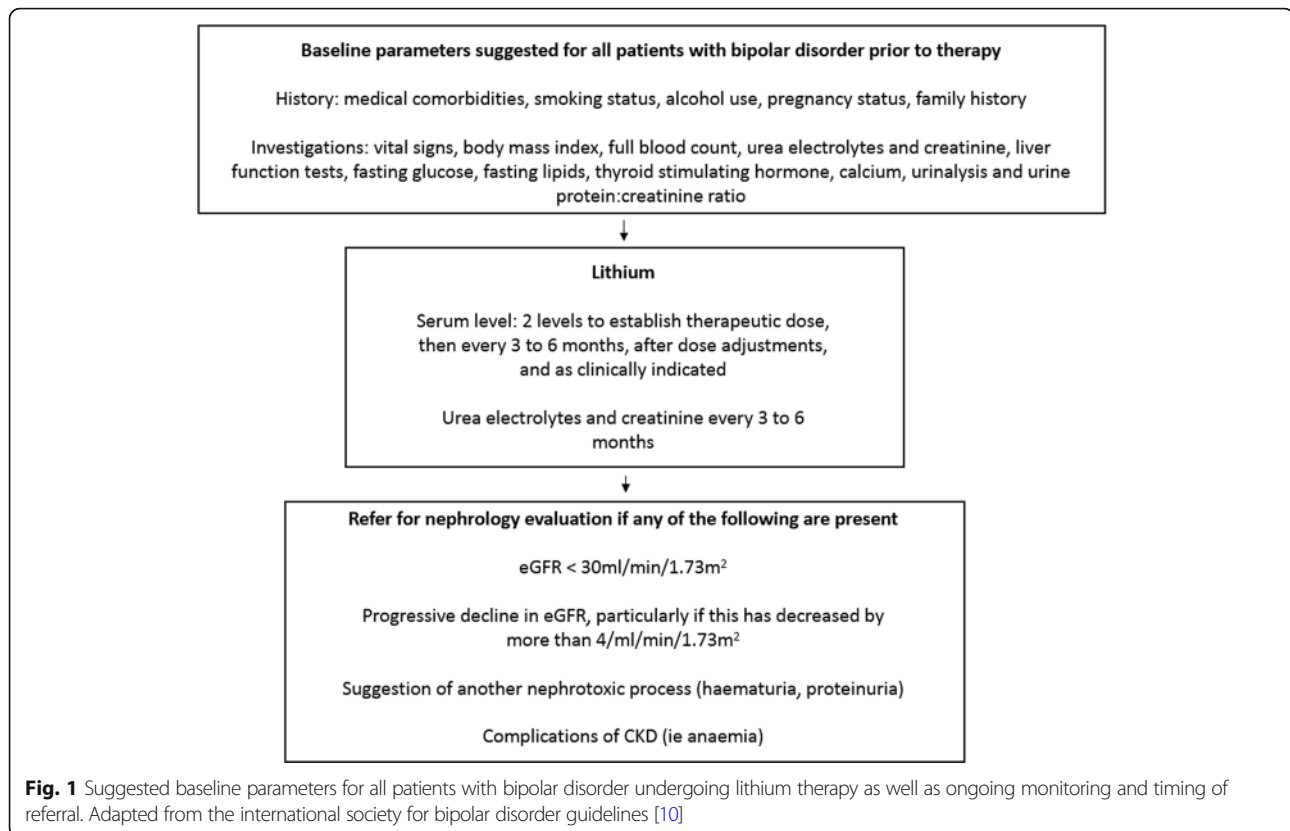 Baseline parameters suggested for all patients with bipolar disorder prior to therapy
History: medical comorbidities, smoking status, alcohol use, pregnancy status, family history
Investigations: vital signs, body mass index, full blood count, urea electrolytes and creatinine, liver
function tests, fasting glucose, fasting lipids, thyroid stimulating hormone, calcium, urinalysis and urine
protein:creatinine ratio
↓
Lithium
Serum level: 2 levels to establish therapeutic dose,
then every 3 to 6 months, after dose adjustments,
and as clinically indicated
Urea electrolytes and creatinine every 3 to 6
months
↓
Refer for nephrology evaluation if any of the following are present
eGFR < 30ml/min/1.73m²
Progressive decline in eGFR, particularly if this has decreased by
more than 4/ml/min/1.73m²
Suggestion of another nephrotoxic process (haematuria, proteinuria)
Complications of CKD (ie anaemia)
Fig. 1 Suggested baseline parameters for all patients with bipolar disorder undergoing lithium therapy as well as ongoing monitoring and timing of
referral. Adapted from the international society for bipolar disorder guidelines [10]